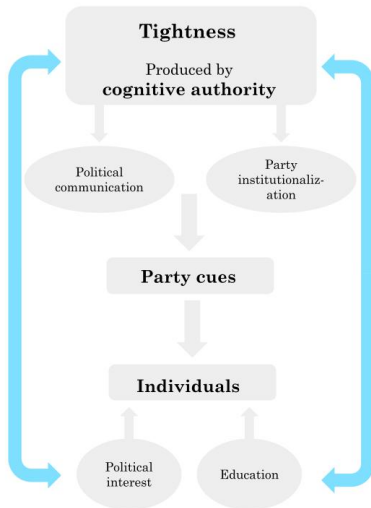 Tightness
Produced by
cognitive authority
Political
communication
Party
institutionaliz-
ation
Party cues
Individuals
Political
interest
Education